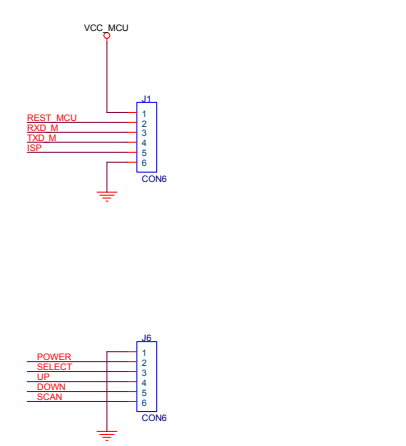 VCC_MCU
J1
REST_MCU
RXD_M
TXD_M
ISP
1
2
3
4
5
6
CON6
J6
POWER
SELECT
UP
DOWN
SCAN
1
2
3
4
5
6
CON6